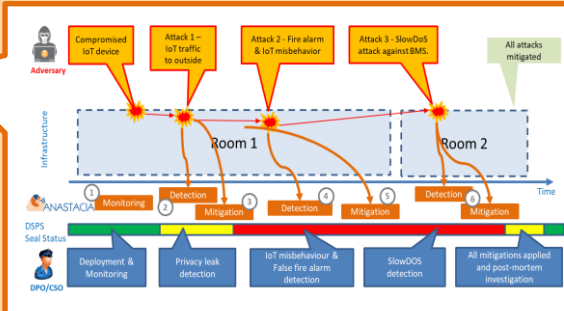 Compromised
IoT device
Attack 1 –
IoT traffic
to outside
Attack 2 - Fire alarm
& IoT misbehavior
Attack 3 - SlowDoS
attack against BMS.
All attacks
mitigated
Adversary
Infrastructure
Room 1
Room 2
Time
ANASTACIA
1
Monitoring
2
Detection
Mitigation
3
Detection
4
Mitigation
5
Detection
6
Mitigation
DSPS
Seal Status
DPO/CSO
Deployment &
Monitoring
Privacy leak
detection
IoT misbehaviour &
False fire alarm
detection
SlowDOS
detection
All mitigations applied
and post-mortem
investigation